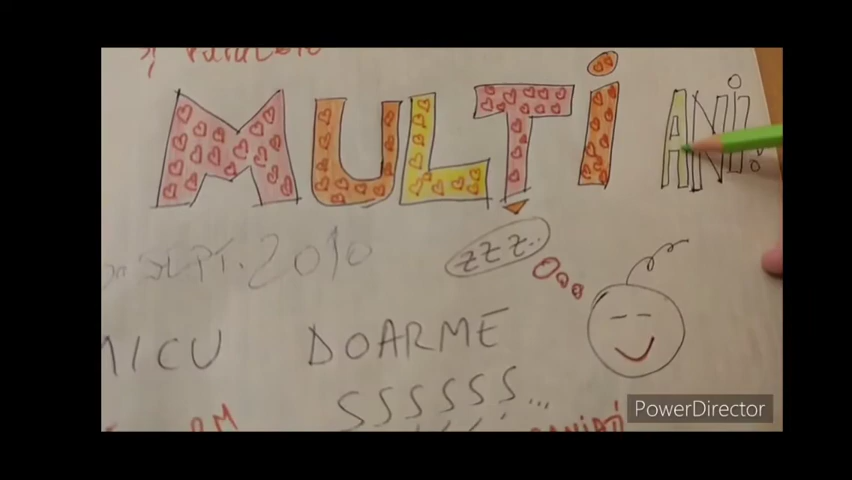 MULȚI ANI!
SEPT. 2010
zzz..
MICU DOARME
SSSSSS...
PowerDirector